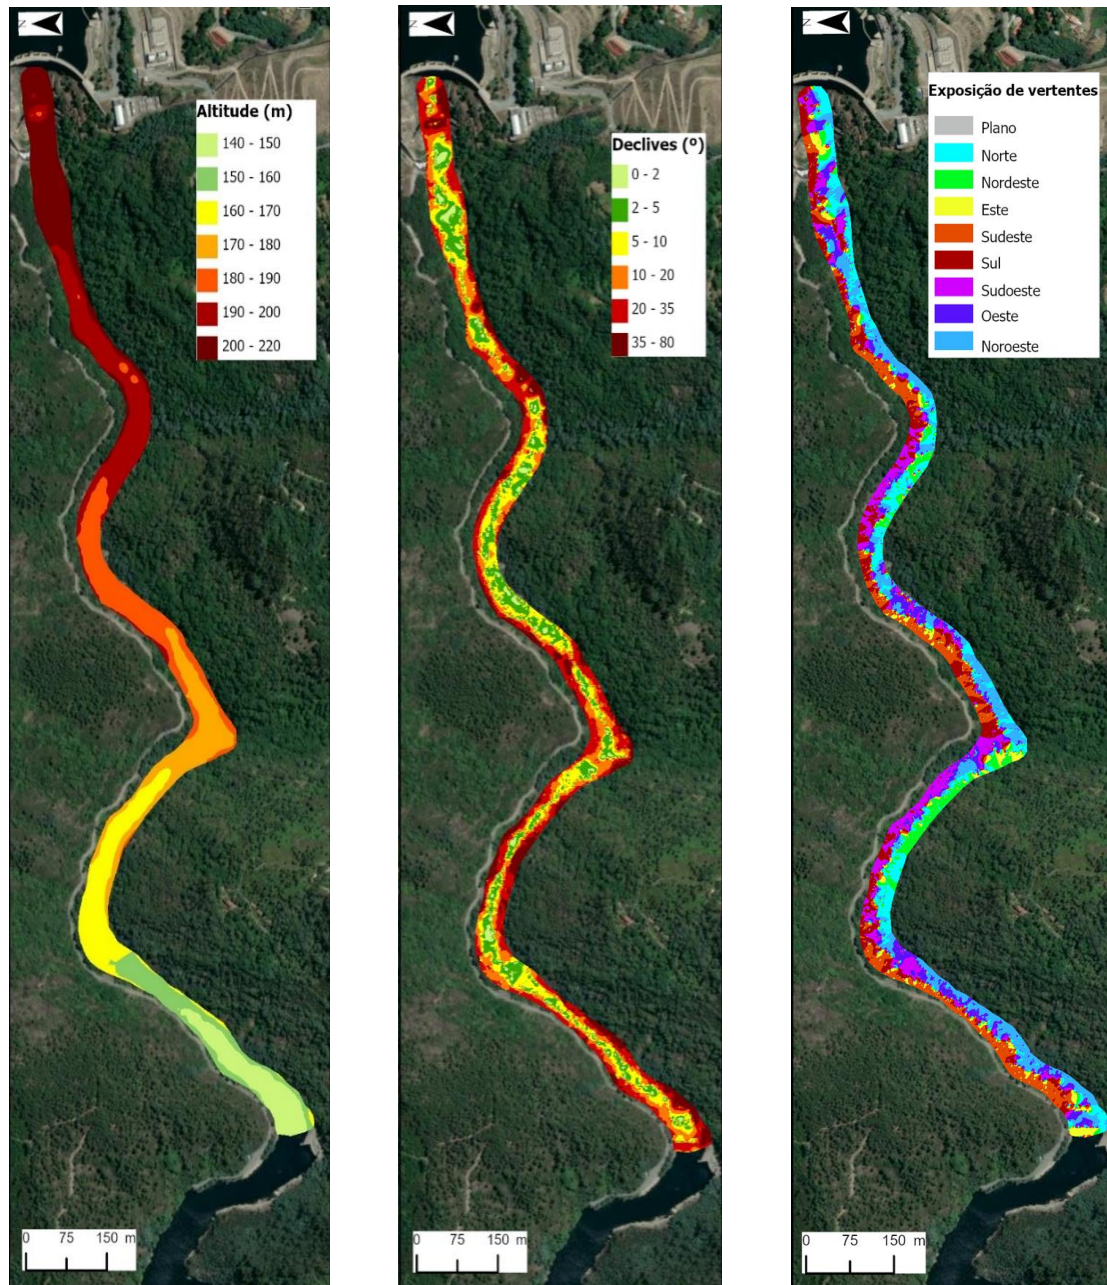 N
Altitude (m)
140 - 150
150 - 160
160 - 170
170 - 180
180 - 190
190 - 200
200 - 220
0 75 150 m
N
Declives (º)
0 - 2
2 - 5
5 - 10
10 - 20
20 - 35
35 - 80
0 75 150 m
N
Exposição de vertentes
Plano
Norte
Nordeste
Este
Sudeste
Sul
Sudoeste
Oeste
Noroeste
0 75 150 m